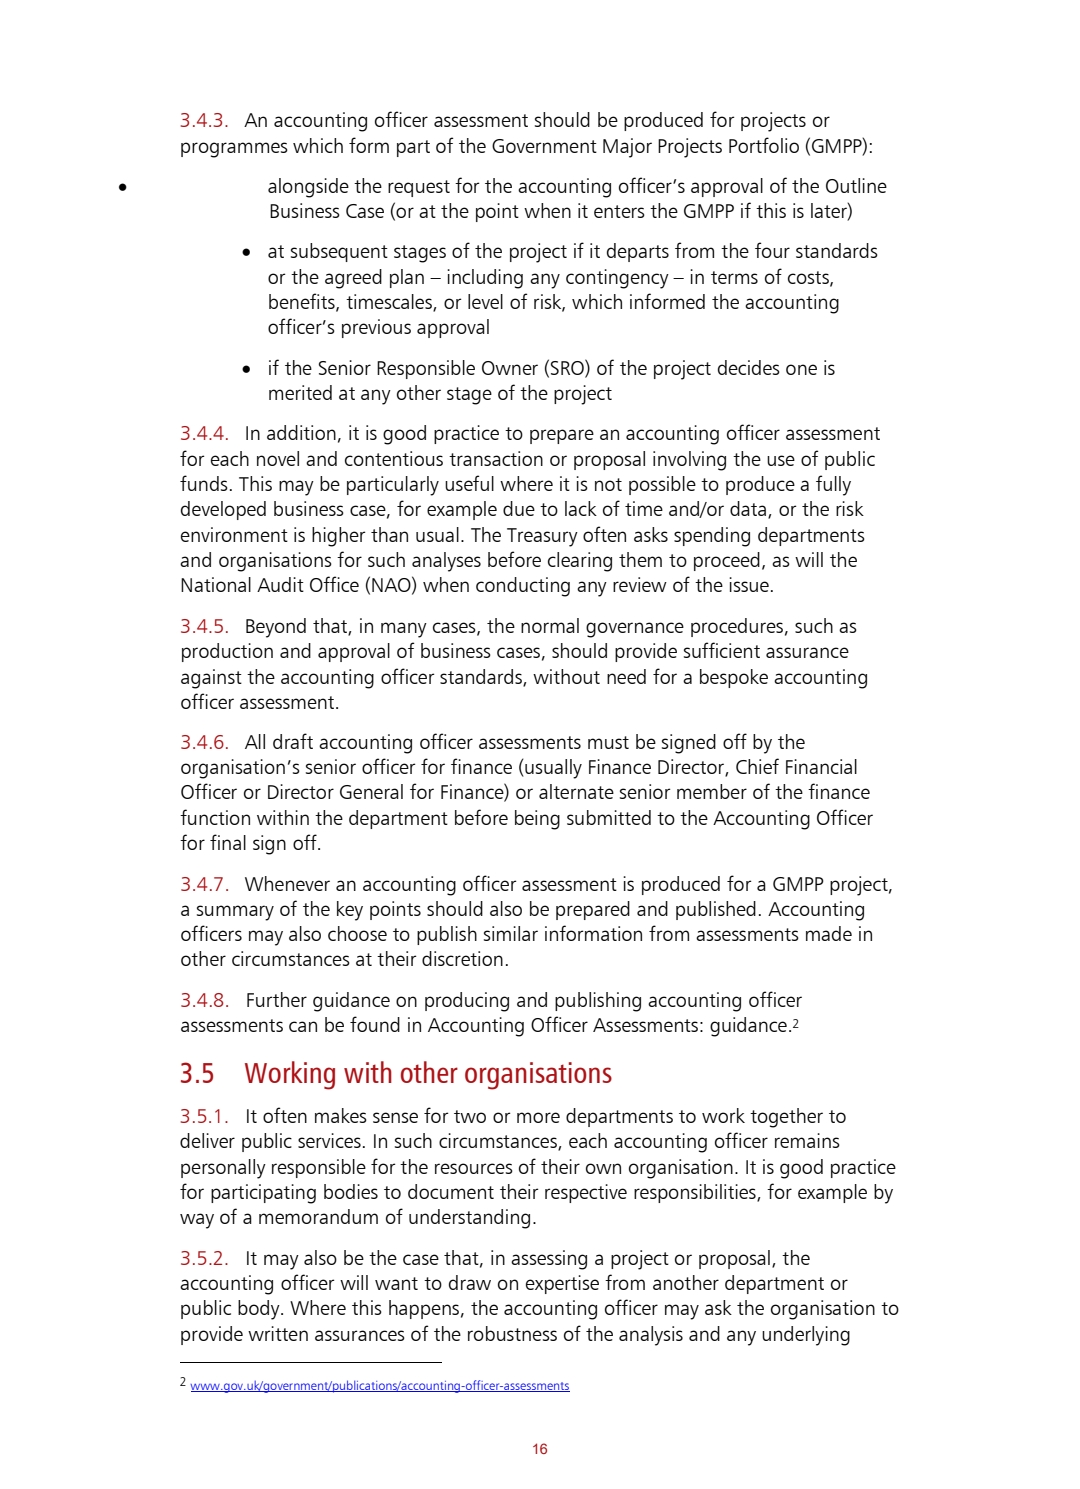 3.4.3. An accounting officer assessment should be produced for projects or
programmes which form part of the Government Major Projects Portfolio (GMPP):
• alongside the request for the accounting officer’s approval of the Outline
Business Case (or at the point when it enters the GMPP if this is later)
• at subsequent stages of the project if it departs from the four standards
or the agreed plan – including any contingency – in terms of costs,
benefits, timescales, or level of risk, which informed the accounting
officer’s previous approval
• if the Senior Responsible Owner (SRO) of the project decides one is
merited at any other stage of the project
3.4.4. In addition, it is good practice to prepare an accounting officer assessment
for each novel and contentious transaction or proposal involving the use of public
funds. This may be particularly useful where it is not possible to produce a fully
developed business case, for example due to lack of time and/or data, or the risk
environment is higher than usual. The Treasury often asks spending departments
and organisations for such analyses before clearing them to proceed, as will the
National Audit Office (NAO) when conducting any review of the issue.
3.4.5. Beyond that, in many cases, the normal governance procedures, such as
production and approval of business cases, should provide sufficient assurance
against the accounting officer standards, without need for a bespoke accounting
officer assessment.
3.4.6. All draft accounting officer assessments must be signed off by the
organisation’s senior officer for finance (usually Finance Director, Chief Financial
Officer or Director General for Finance) or alternate senior member of the finance
function within the department before being submitted to the Accounting Officer
for final sign off.
3.4.7. Whenever an accounting officer assessment is produced for a GMPP project,
a summary of the key points should also be prepared and published. Accounting
officers may also choose to publish similar information from assessments made in
other circumstances at their discretion.
3.4.8. Further guidance on producing and publishing accounting officer
assessments can be found in Accounting Officer Assessments: guidance.2
3.5 Working with other organisations
3.5.1. It often makes sense for two or more departments to work together to
deliver public services. In such circumstances, each accounting officer remains
personally responsible for the resources of their own organisation. It is good practice
for participating bodies to document their respective responsibilities, for example by
way of a memorandum of understanding.
3.5.2. It may also be the case that, in assessing a project or proposal, the
accounting officer will want to draw on expertise from another department or
public body. Where this happens, the accounting officer may ask the organisation to
provide written assurances of the robustness of the analysis and any underlying
2 www.gov.uk/government/publications/accounting-officer-assessments
16